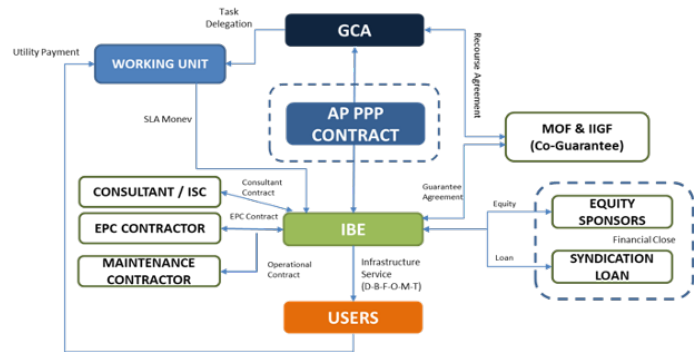 Task
Delegation
GCA
Utility Payment
WORKING UNIT
Recourse Agreement
SLA Monev
AP PPP
CONTRACT
MOF & IIGF
(Co-Guarantee)
CONSULTANT / ISC
Consultant
Contract
Guarantee
Agreement
EPC CONTRACTOR
EPC Contract
IBE
Equity
EQUITY
SPONSORS
Financial Close
MAINTENANCE
CONTRACTOR
Operational
Contract
Infrastructure
Service
(D-B-F-O-M-T)
Loan
SYNDICATION
LOAN
USERS